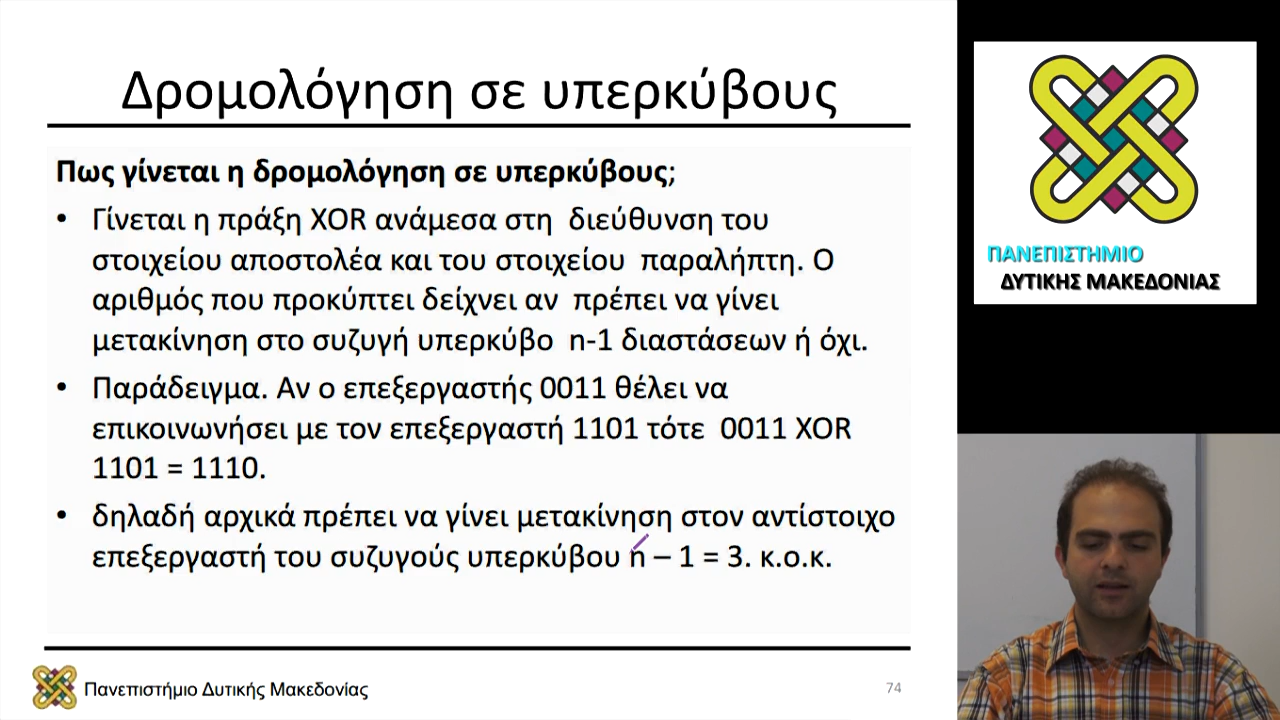 Δρομολόγηση σε υπερκύβους
Πως γίνεται η δρομολόγηση σε υπερκύβους;
• Γίνεται η πράξη XOR ανάμεσα στη διεύθυνση του
στοιχείου αποστολέα και του στοιχείου παραλήπτη. Ο
αριθμός που προκύπτει δείχνει αν πρέπει να γίνει
μετακίνηση στο συζυγή υπερκύβο n-1 διαστάσεων ή όχι.
• Παράδειγμα. Αν ο επεξεργαστής 0011 θέλει να
επικοινωνήσει με τον επεξεργαστή 1101 τότε 0011 XOR
1101 = 1110.
• δηλαδή αρχικά πρέπει να γίνει μετακίνηση στον αντίστοιχο
επεξεργαστή του συζυγούς υπερκύβου n – 1 = 3. κ.ο.κ.
Πανεπιστήμιο Δυτικής Μακεδονίας
74
ΠΑΝΕΠΙΣΤΗΜΙΟ
ΔΥΤΙΚΗΣ ΜΑΚΕΔΟΝΙΑΣ